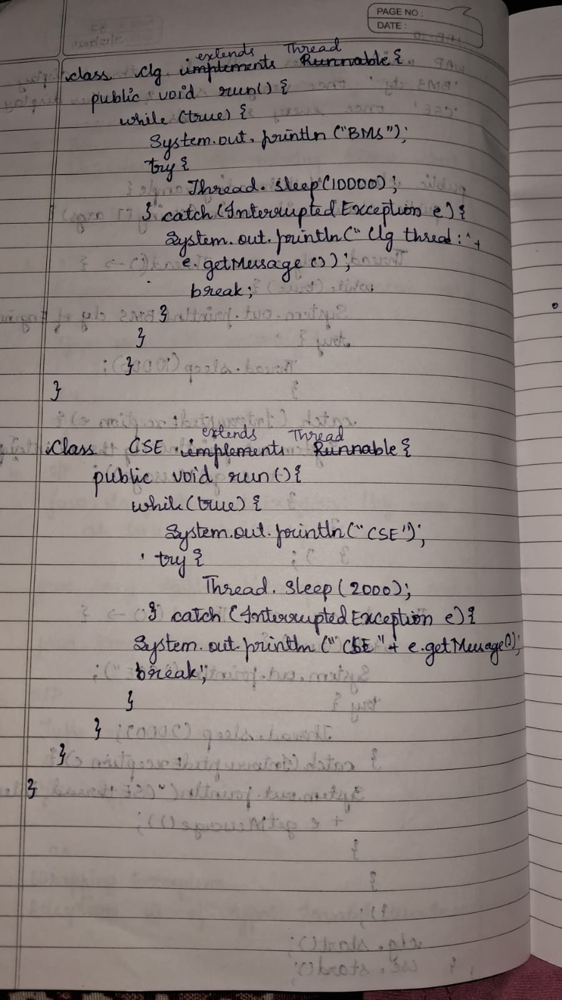 PAGE NO :
DATE :
extends Thread
class Clg implements Runnable {
public void run() {
while (true) {
System.out.println ("BMS");
try {
Thread. sleep(10000);
} catch (Interrupted Exception e) {
System.out.println (" Clg thread :" +
e. getMessage ());
break;
}
}
}
}
extends Thread
class CSE implements Runnable {
public void run() {
while (true) {
System.out.println (" CSE");
try {
Thread. sleep (2000);
} catch (Interrupted Exception e) {
System.out.println (" CSE " + e.getMessage());
break;
}
}
}
}